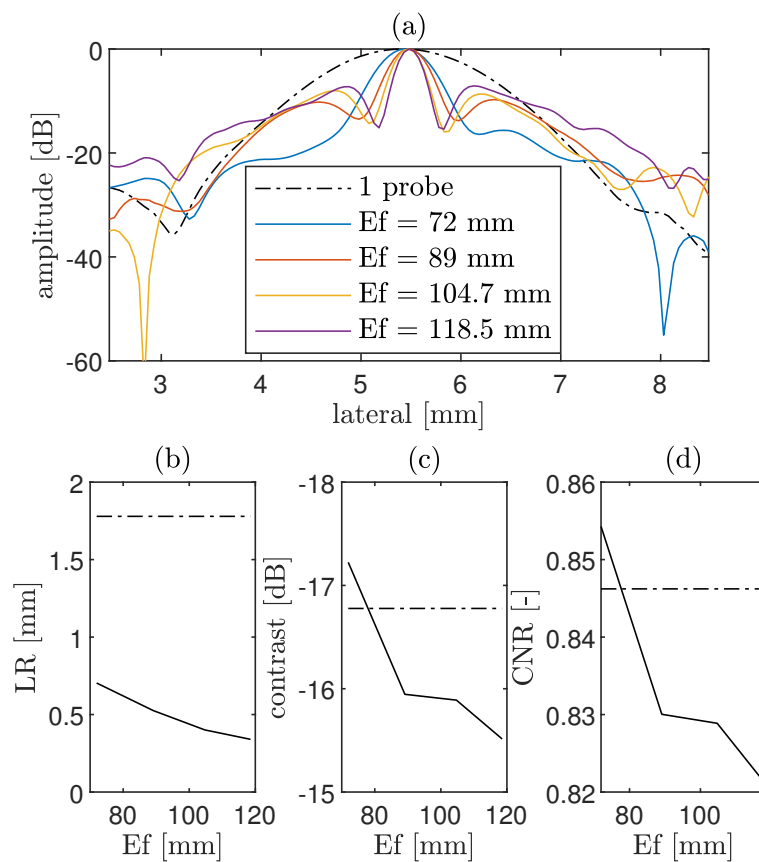 (a)
0
-20
-40
-60
amplitude [dB]
1 probe
Ef = 72 mm
Ef = 89 mm
Ef = 104.7 mm
Ef = 118.5 mm
3 4 5 6 7 8
lateral [mm]
(b)
2
1.5
1
0.5
0
LR [mm]
80 100 120
Ef [mm]
(c)
-18
-17
-16
-15
contrast [dB]
80 100 120
Ef [mm]
(d)
0.86
0.85
0.84
0.83
0.82
CNR [-]
80 100
Ef [mm]